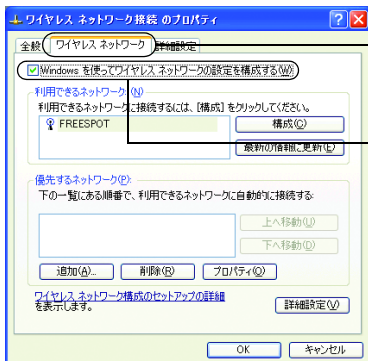 ワイヤレス ネットワーク接続 のプロパティ
全般 ワイヤレス ネットワーク 詳細設定
Windows を使ってワイヤレス ネットワークの設定を構成する(W)
利用できるネットワーク:(N)
利用できるネットワークに接続するには、[構成] をクリックしてください。
FREESPOT
構成(C)
最新の情報に更新(E)
優先するネットワーク(P):
下の一覧にある順番で、利用できるネットワークに自動的に接続する:
上へ移動(U)
下へ移動(D)
追加(A)... 削除(R) プロパティ(O)
ワイヤレス ネットワーク構成のセットアップの詳細
を表示します。
詳細設定(V)
OK キャンセル